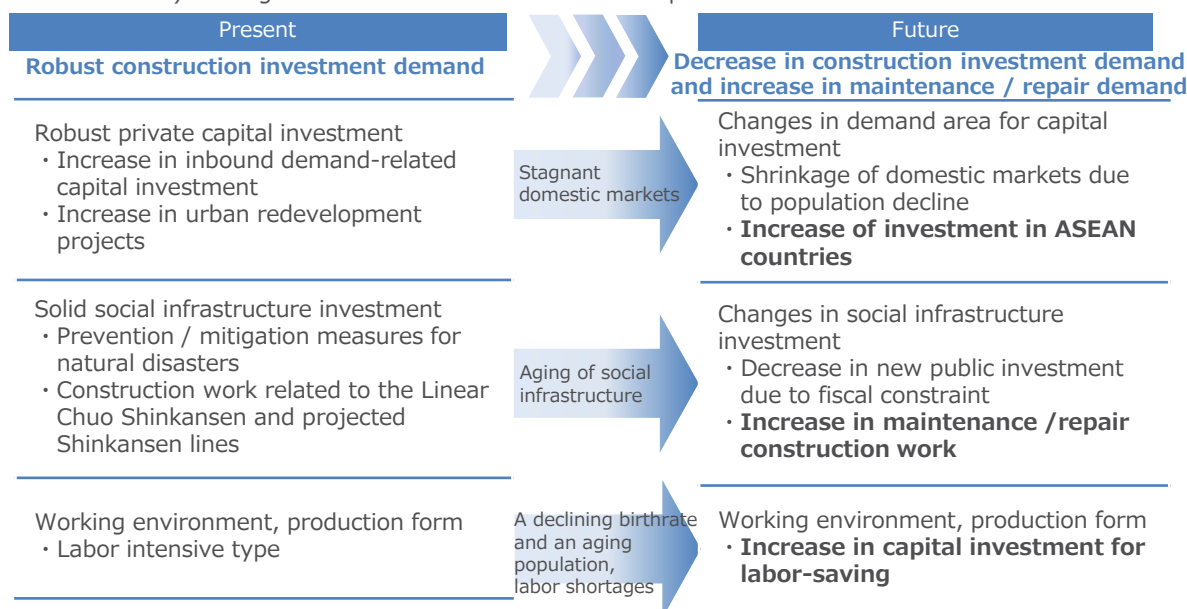 Present
Future
Robust construction investment demand
Decrease in construction investment demand
and increase in maintenance / repair demand
Robust private capital investment
・Increase in inbound demand-related
capital investment
・Increase in urban redevelopment
projects
Stagnant
domestic markets
Changes in demand area for capital
investment
・Shrinkage of domestic markets due
to population decline
・Increase of investment in ASEAN
countries
Solid social infrastructure investment
・Prevention / mitigation measures for
natural disasters
・Construction work related to the Linear
Chuo Shinkansen and projected
Shinkansen lines
Aging of social
infrastructure
Changes in social infrastructure
investment
・Decrease in new public investment
due to fiscal constraint
・Increase in maintenance /repair
construction work
Working environment, production form
・Labor intensive type
A declining birthrate
and an aging
population,
labor shortages
Working environment, production form
・Increase in capital investment for
labor-saving